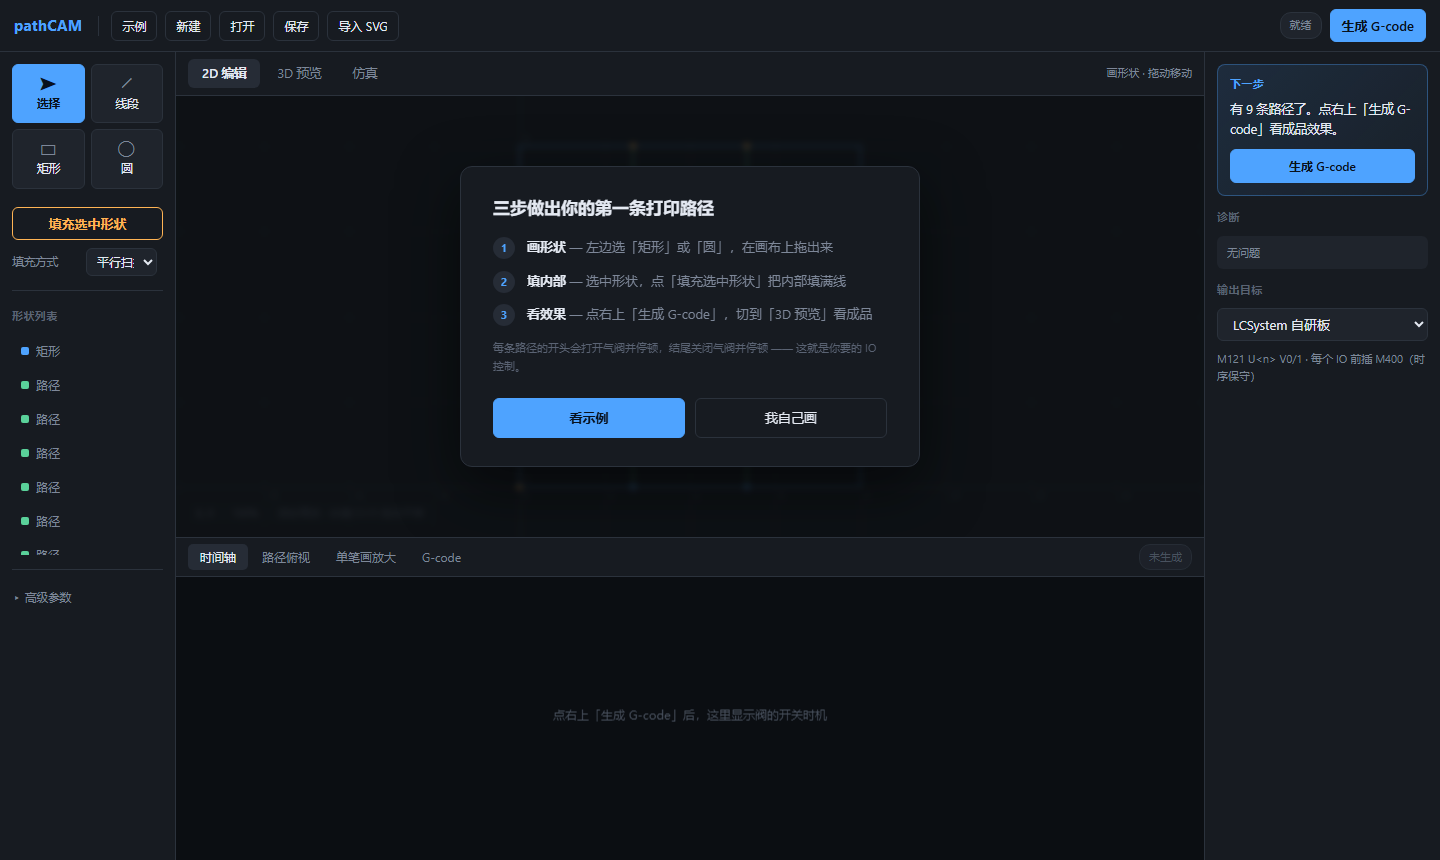 pathCAM
示例
新建
打开
保存
导入 SVG
就绪
生成 G-code
选择
线段
矩形
圆
填充选中形状
填充方式
平行扫
形状列表
矩形
路径
路径
路径
路径
路径
路径
高级参数
2D 编辑
3D 预览
仿真
画形状 · 拖动移动
三步做出你的第一条打印路径
1 画形状 — 左边选「矩形」或「圆」，在画布上拖出来
2 填内部 — 选中形状，点「填充选中形状」把内部填满线
3 看效果 — 点右上「生成 G-code」，切到「3D 预览」看成品
每条路径的开头会打开气阀并停顿，结尾关闭气阀并停顿 —— 这就是你要的 IO
控制。
看示例
我自己画
时间轴
路径俯视
单笔画放大
G-code
未生成
点右上「生成 G-code」后，这里显示阀的开关时机
下一步
有 9 条路径了。点右上「生成 G-
code」看成品效果。
生成 G-code
诊断
无问题
输出目标
LCSystem 自研板
M121 U<n> V0/1 · 每个 IO 前插 M400（时
序保守）